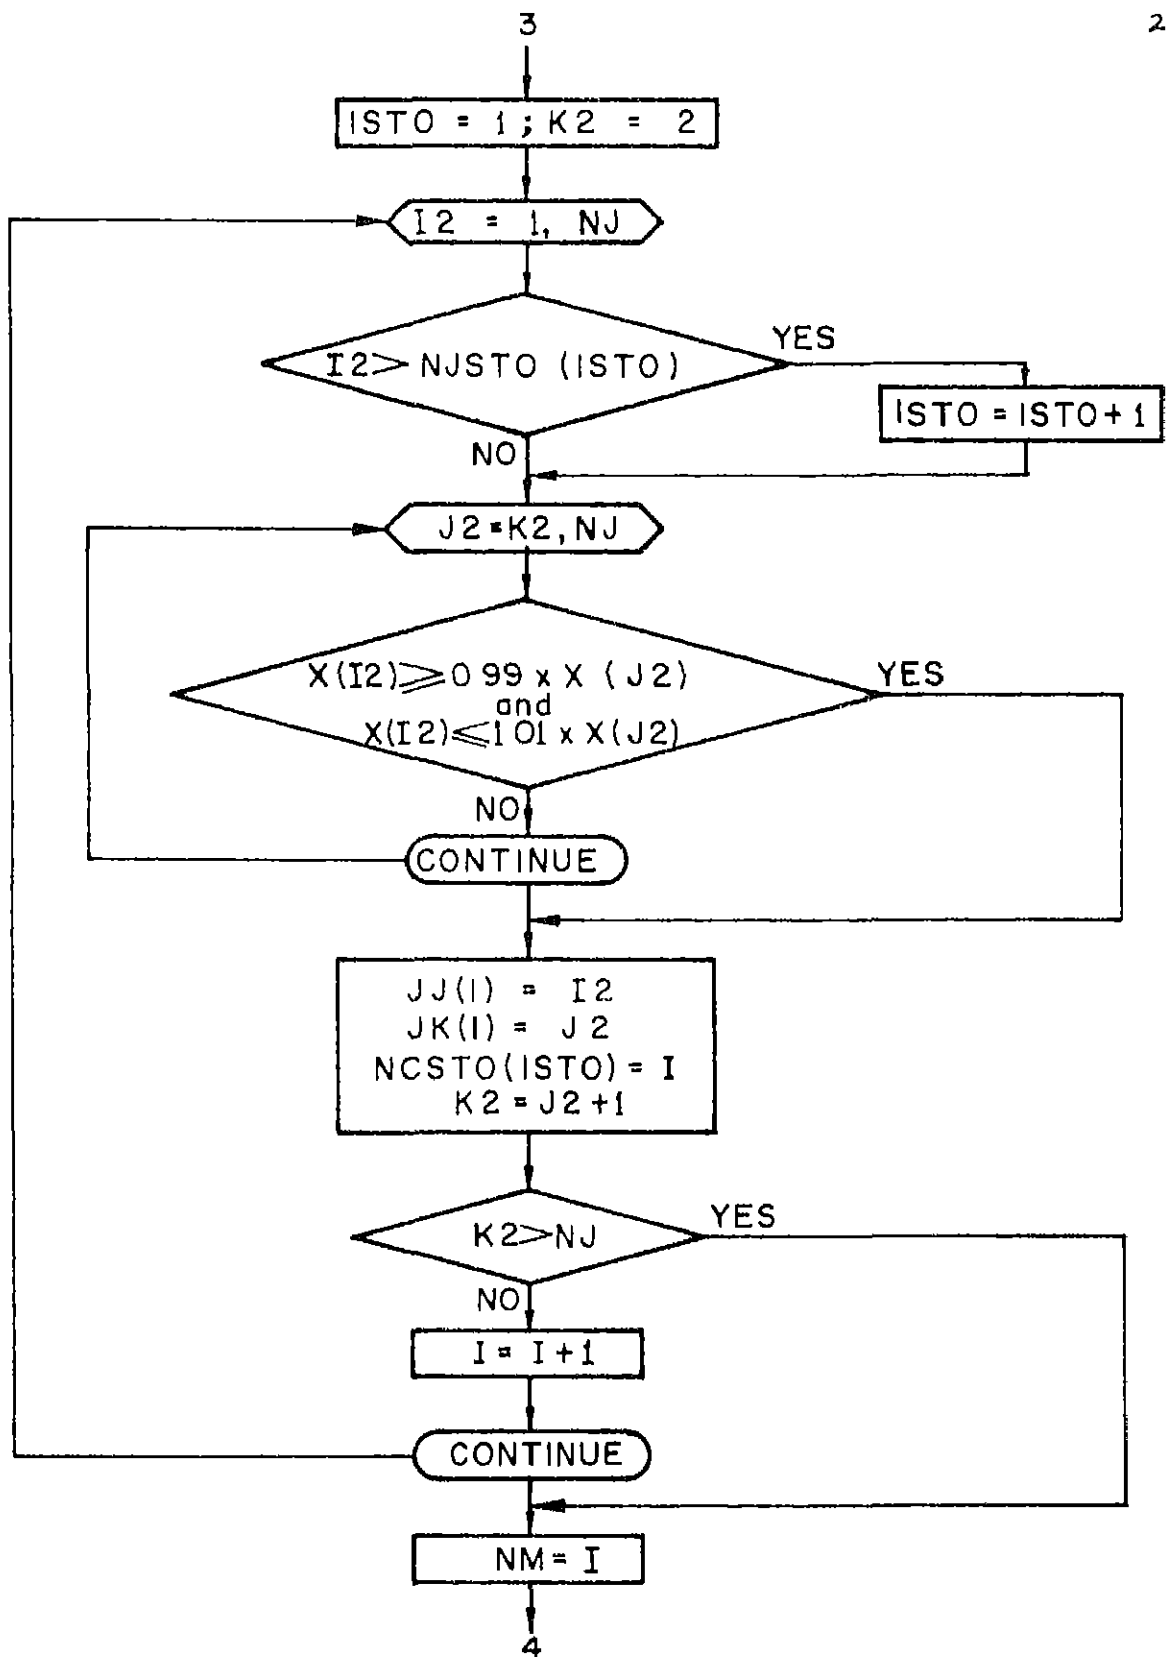 3
2
ISTO = 1 ; K2 = 2
I2 = 1, NJ
I2 > NJSTO (ISTO)
YES
ISTO = ISTO + 1
NO
J2 = K2, NJ
X(I2) ⩾ 0 99 x X (J2)
and
X(I2) ⩽ 1 01 x X(J2)
YES
NO
CONTINUE
JJ(I) = I2
JK(I) = J2
NCSTO(ISTO) = I
K2 = J2 + 1
K2 > NJ
YES
NO
I = I + 1
CONTINUE
NM = I
4